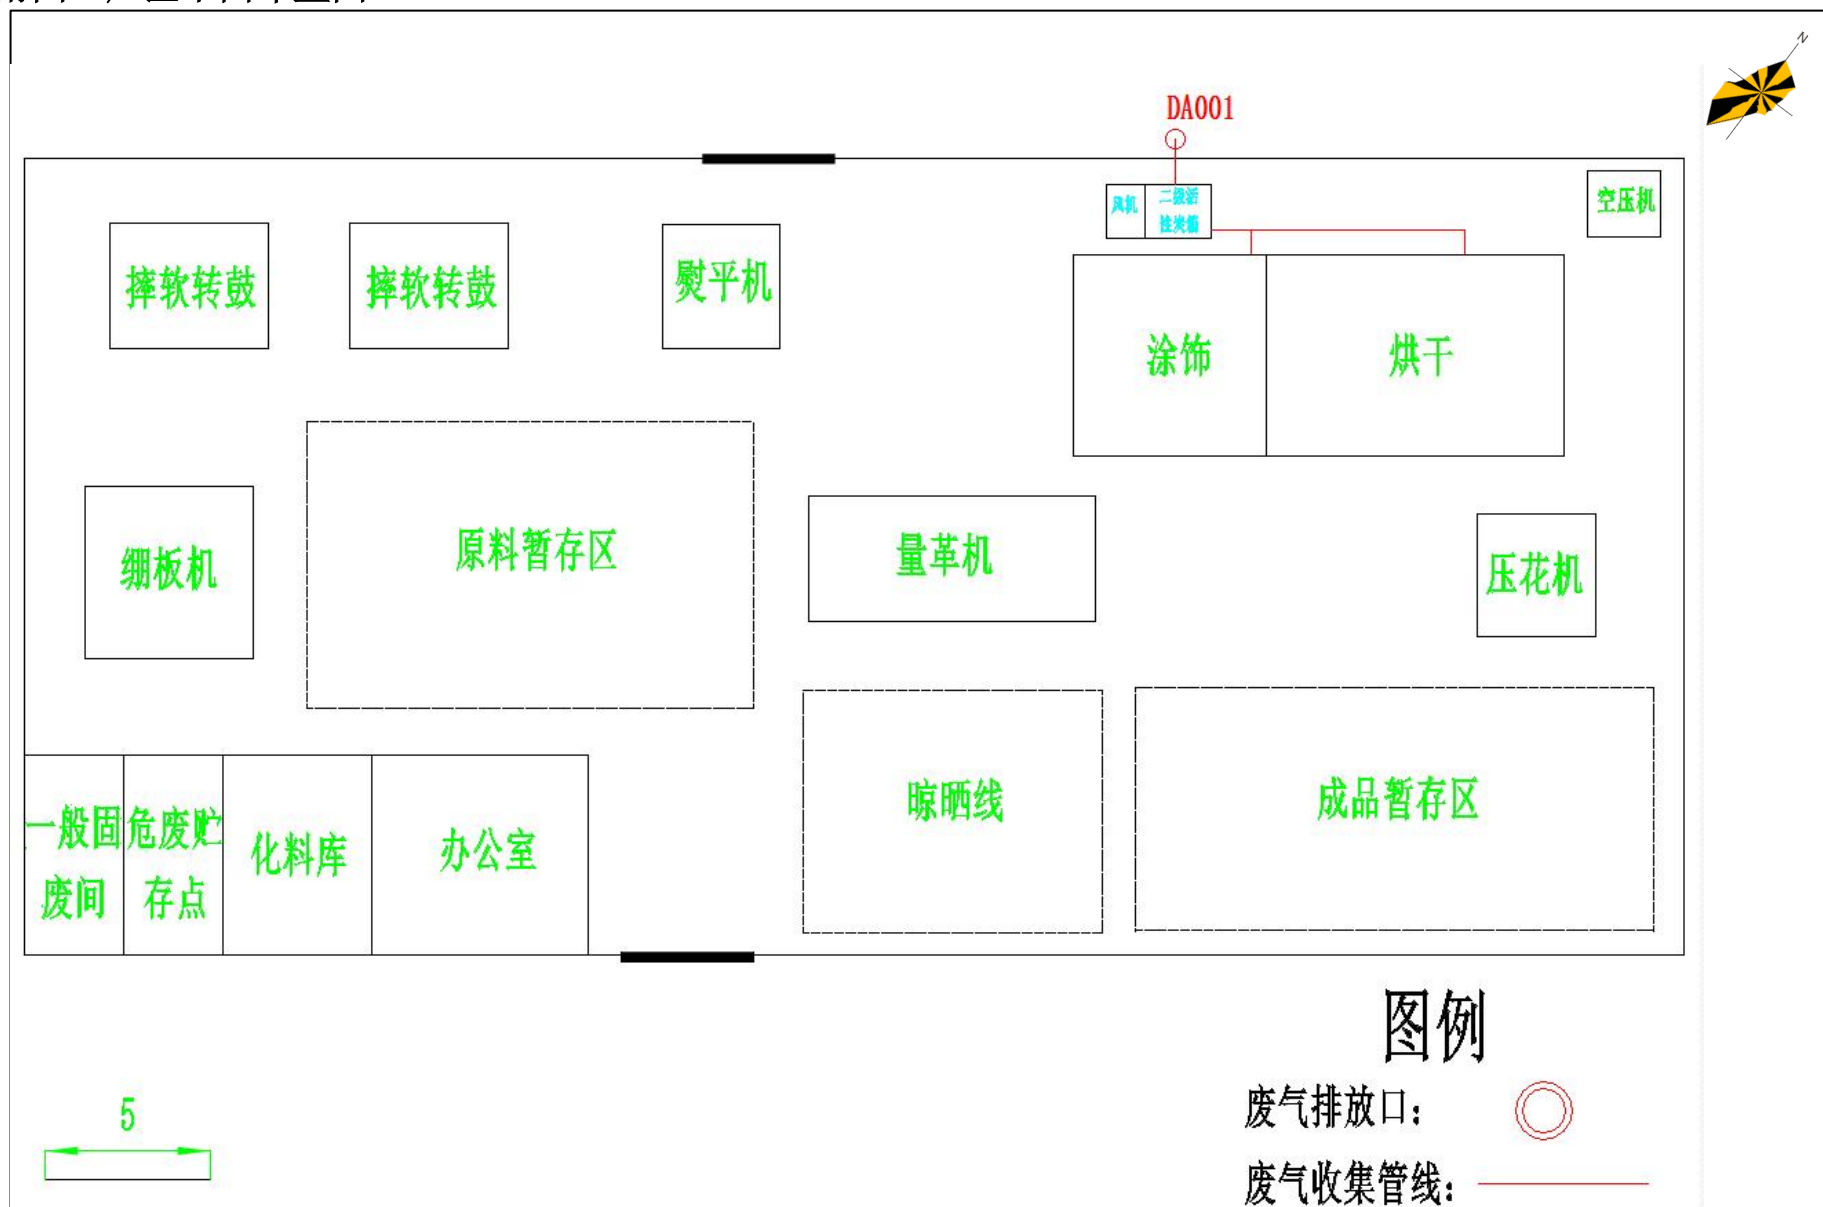 N
DA001
风机
二级活
性炭箱
空压机
摔软转鼓
摔软转鼓
熨平机
涂饰
烘干
绷板机
原料暂存区
量革机
压花机
一般固
废间
危废贮
存点
化料库
办公室
晾晒线
成品暂存区
图例
5
废气排放口：
废气收集管线：